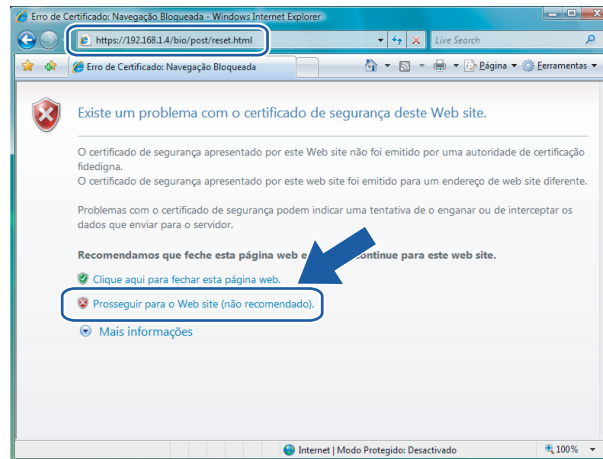 Erro de Certificado: Navegação Bloqueada - Windows Internet Explorer
https://192.168.1.4/bio/post/reset.html
Live Search
Erro de Certificado: Navegação Bloqueada
Página
Ferramentas
Existe um problema com o certificado de segurança deste Web site.
O certificado de segurança apresentado por este Web site não foi emitido por uma autoridade de certificação
fidedigna.
O certificado de segurança apresentado por este web site foi emitido para um endereço de web site diferente.
Problemas com o certificado de segurança podem indicar uma tentativa de o enganar ou de interceptar os
dados que enviar para o servidor.
Recomendamos que feche esta página web e continue para este web site.
Clique aqui para fechar esta página web.
Prosseguir para o Web site (não recomendado).
Mais informações
Internet | Modo Protegido: Desactivado
100%